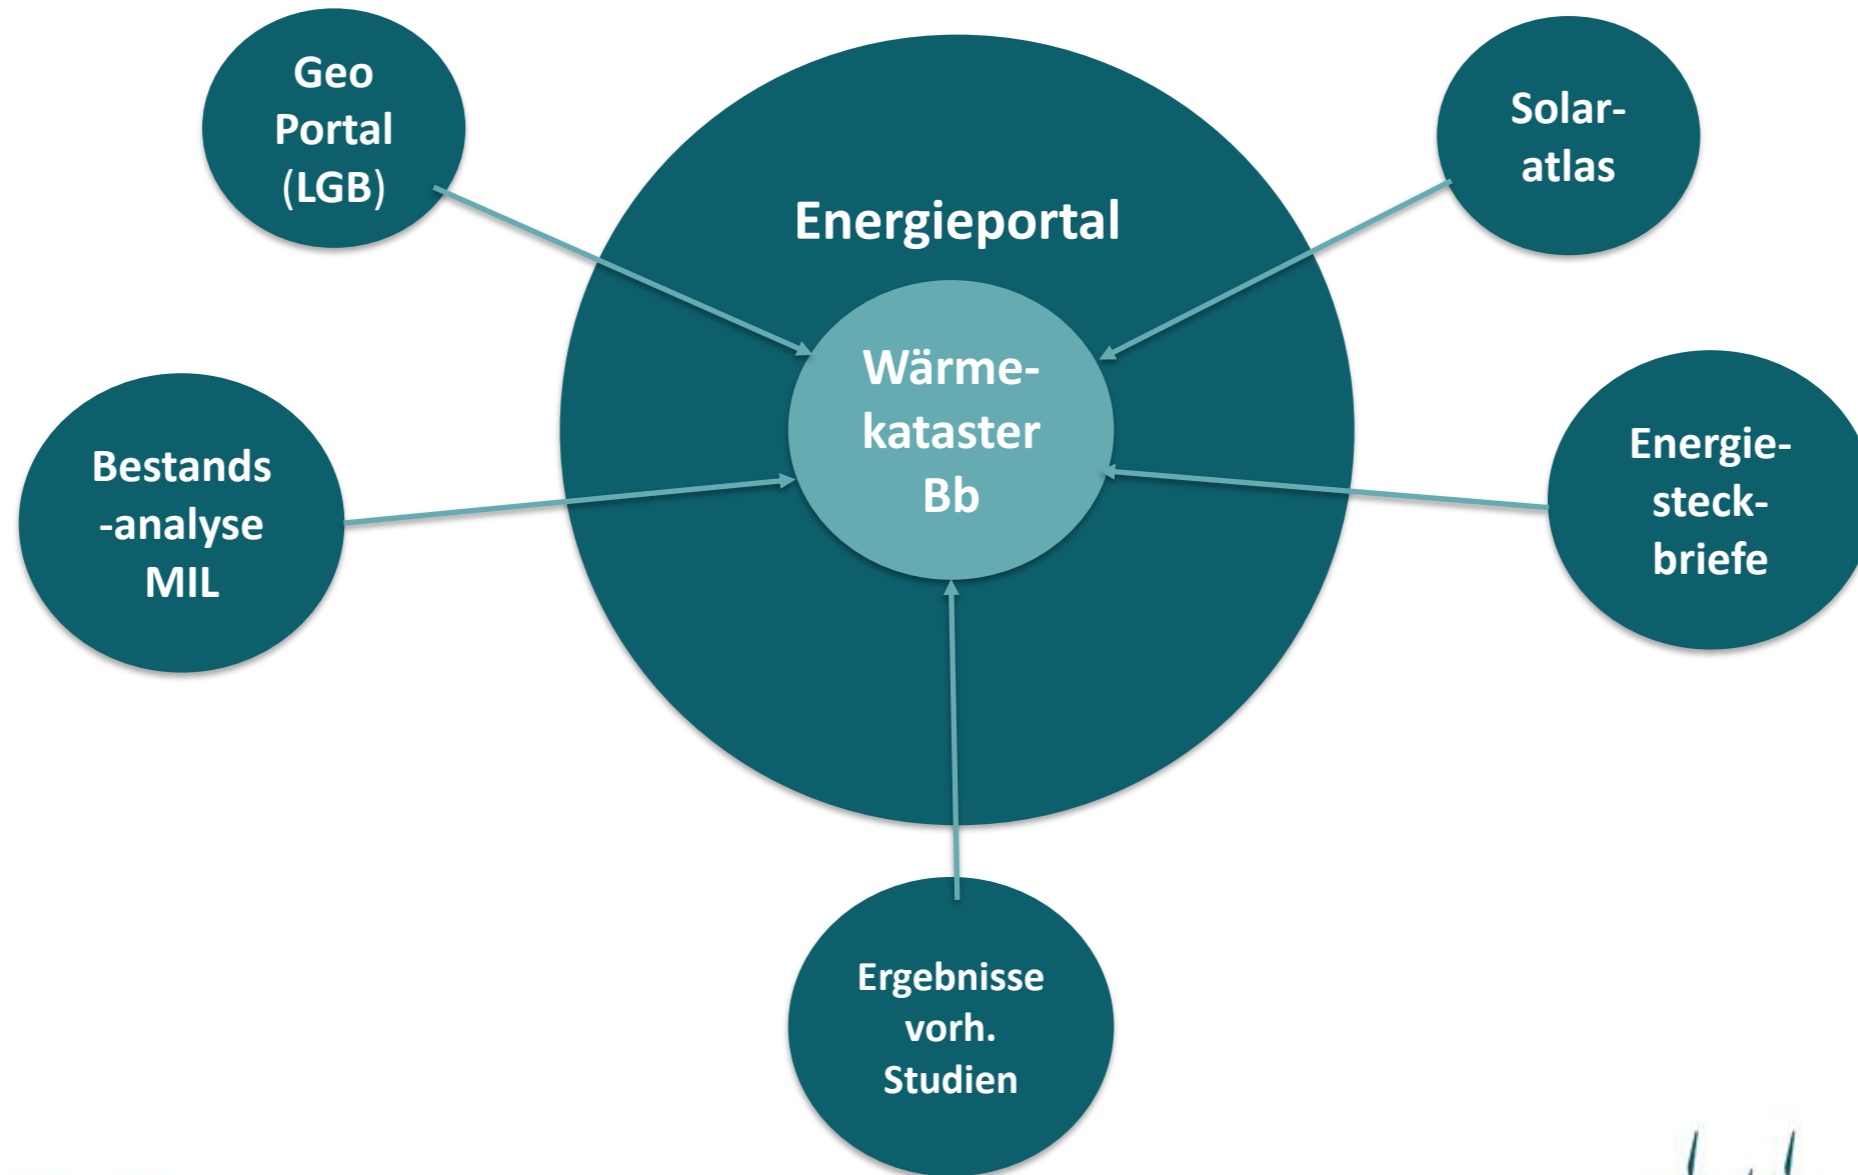 Geo
Portal
(LGB)
Solar-
atlas
Energieportal
Wärme-
kataster
Bb
Bestands
-analyse
MIL
Energie-
steck-
briefe
Ergebnisse
vorh.
Studien